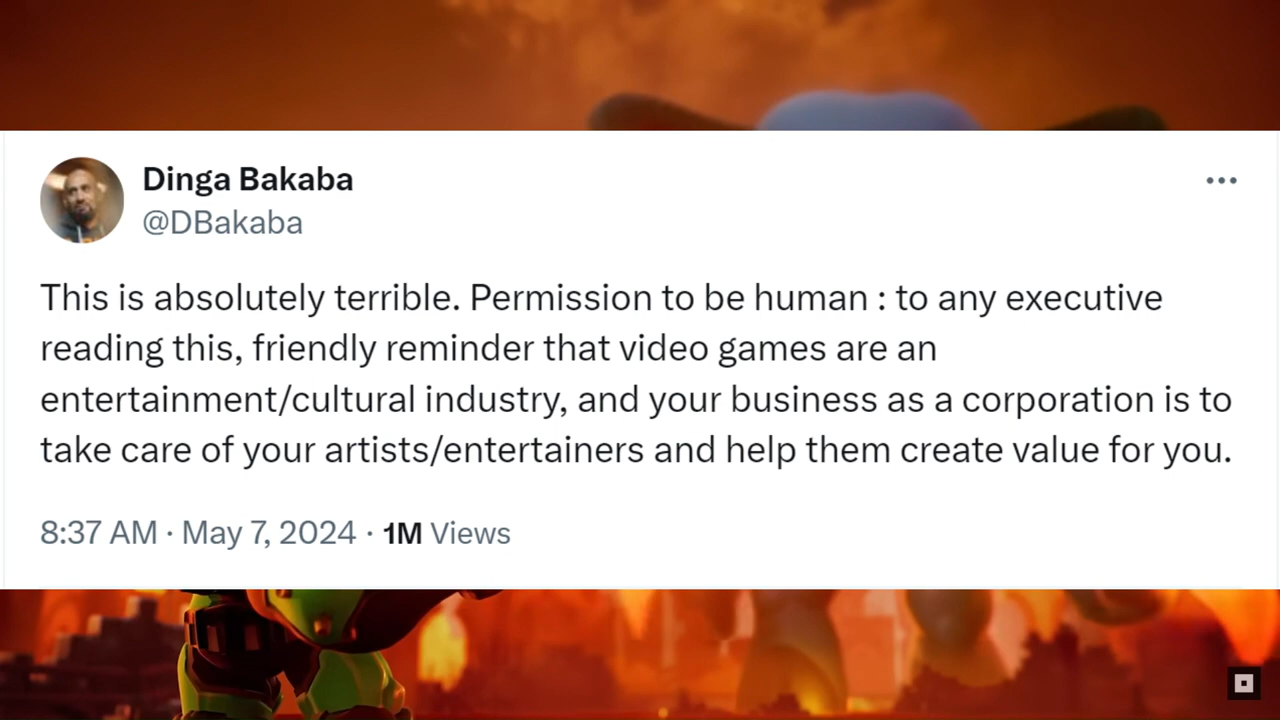 Dinga Bakaba
@DBakaba
This is absolutely terrible. Permission to be human : to any executive
reading this, friendly reminder that video games are an
entertainment/cultural industry, and your business as a corporation is to
take care of your artists/entertainers and help them create value for you.
8:37 AM · May 7, 2024 · 1M Views